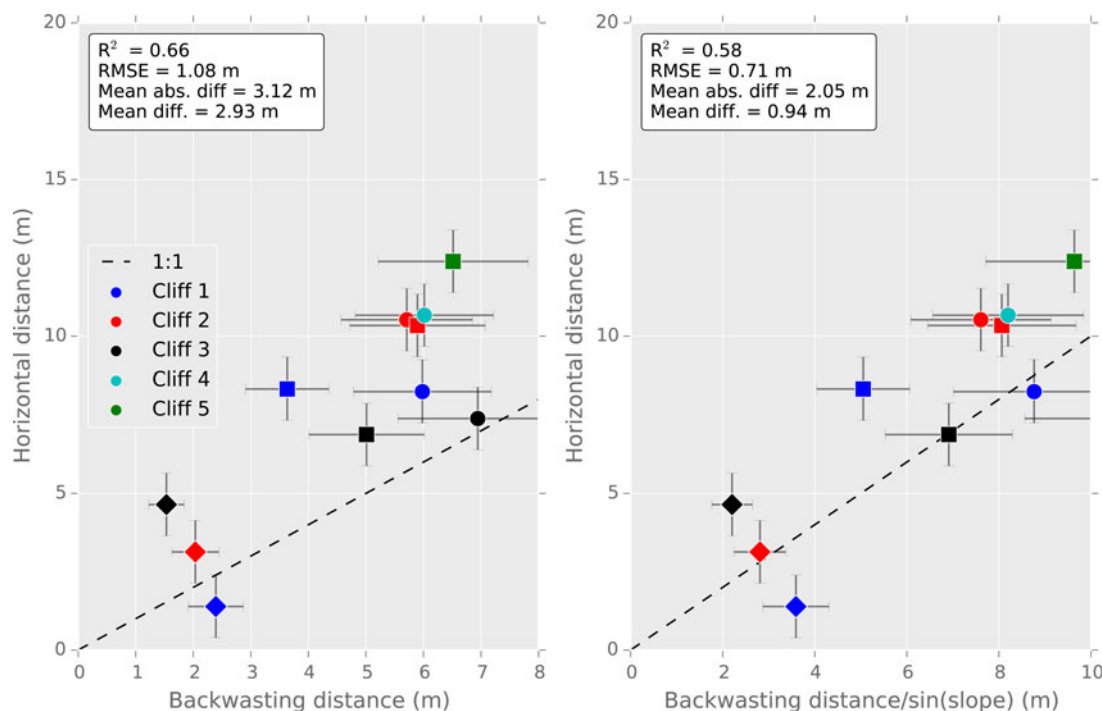 R² = 0.66
RMSE = 1.08 m
Mean abs. diff = 3.12 m
Mean diff. = 2.93 m
20
15
10
5
0
Horizontal distance (m)
1:1
Cliff 1
Cliff 2
Cliff 3
Cliff 4
Cliff 5
0 1 2 3 4 5 6 7 8
Backwasting distance (m)
R² = 0.58
RMSE = 0.71 m
Mean abs. diff = 2.05 m
Mean diff. = 0.94 m
20
15
10
5
0
Horizontal distance (m)
0 2 4 6 8 10
Backwasting distance/sin(slope) (m)